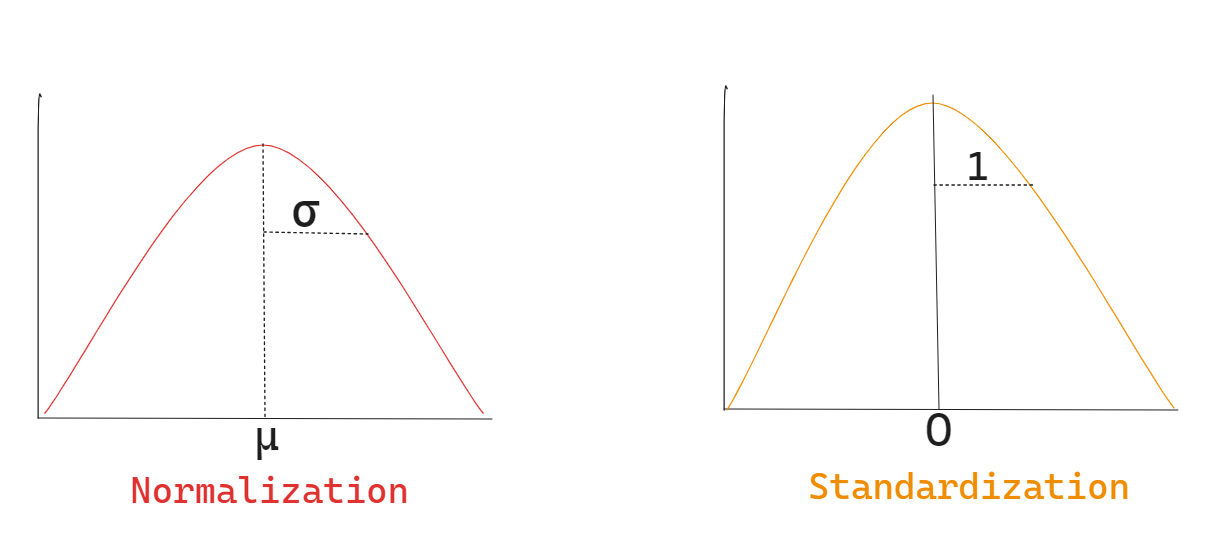 σ
μ
Normalization
1
0
Standardization